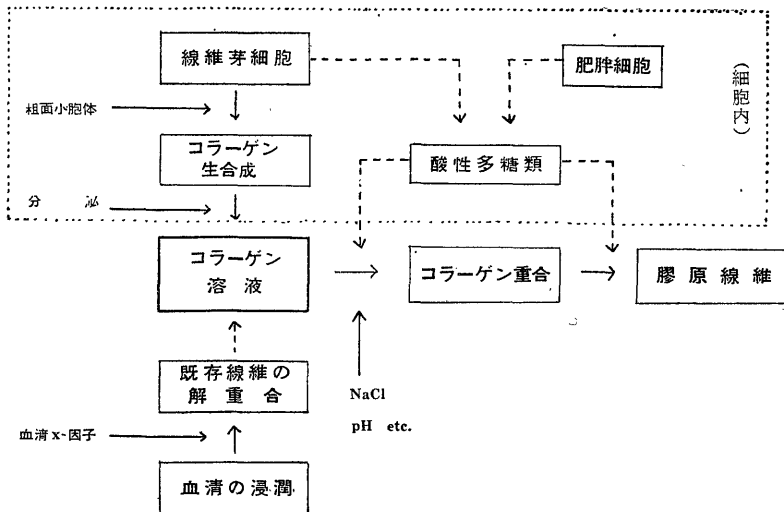 線維芽細胞
肥胖細胞
(細胞内)
粗面小胞体
コラーゲン
生合成
酸性多糖類
分泌
コラーゲン
溶液
コラーゲン重合
膠原線維
既存線維の
解重合
NaCl
pH etc.
血清x-因子
血清の浸潤